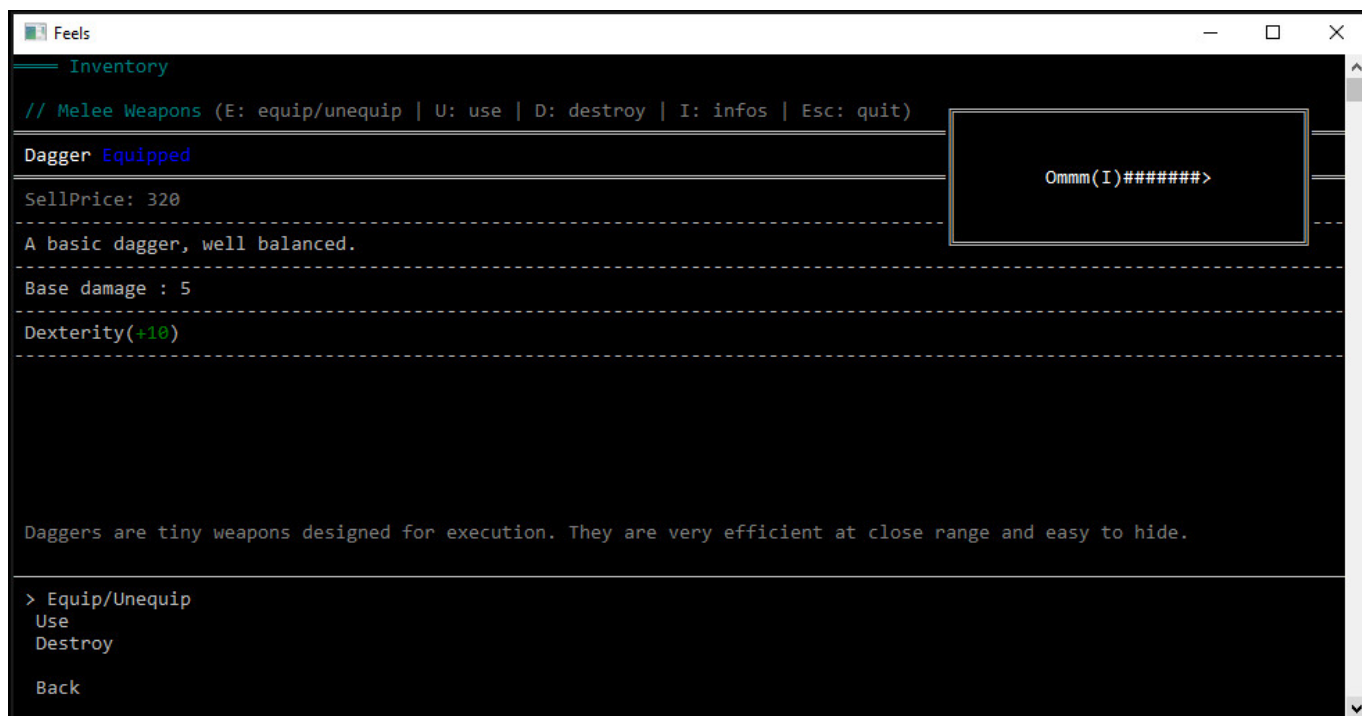 Feels
Inventory
// Melee Weapons (E: equip/unequip | U: use | D: destroy | I: infos | Esc: quit)
Dagger Equipped
Ommm(I)#######>
SellPrice: 320
A basic dagger, well balanced.
Base damage : 5
Dexterity(+10)
Daggers are tiny weapons designed for execution. They are very efficient at close range and easy to hide.
> Equip/Unequip
Use
Destroy
Back